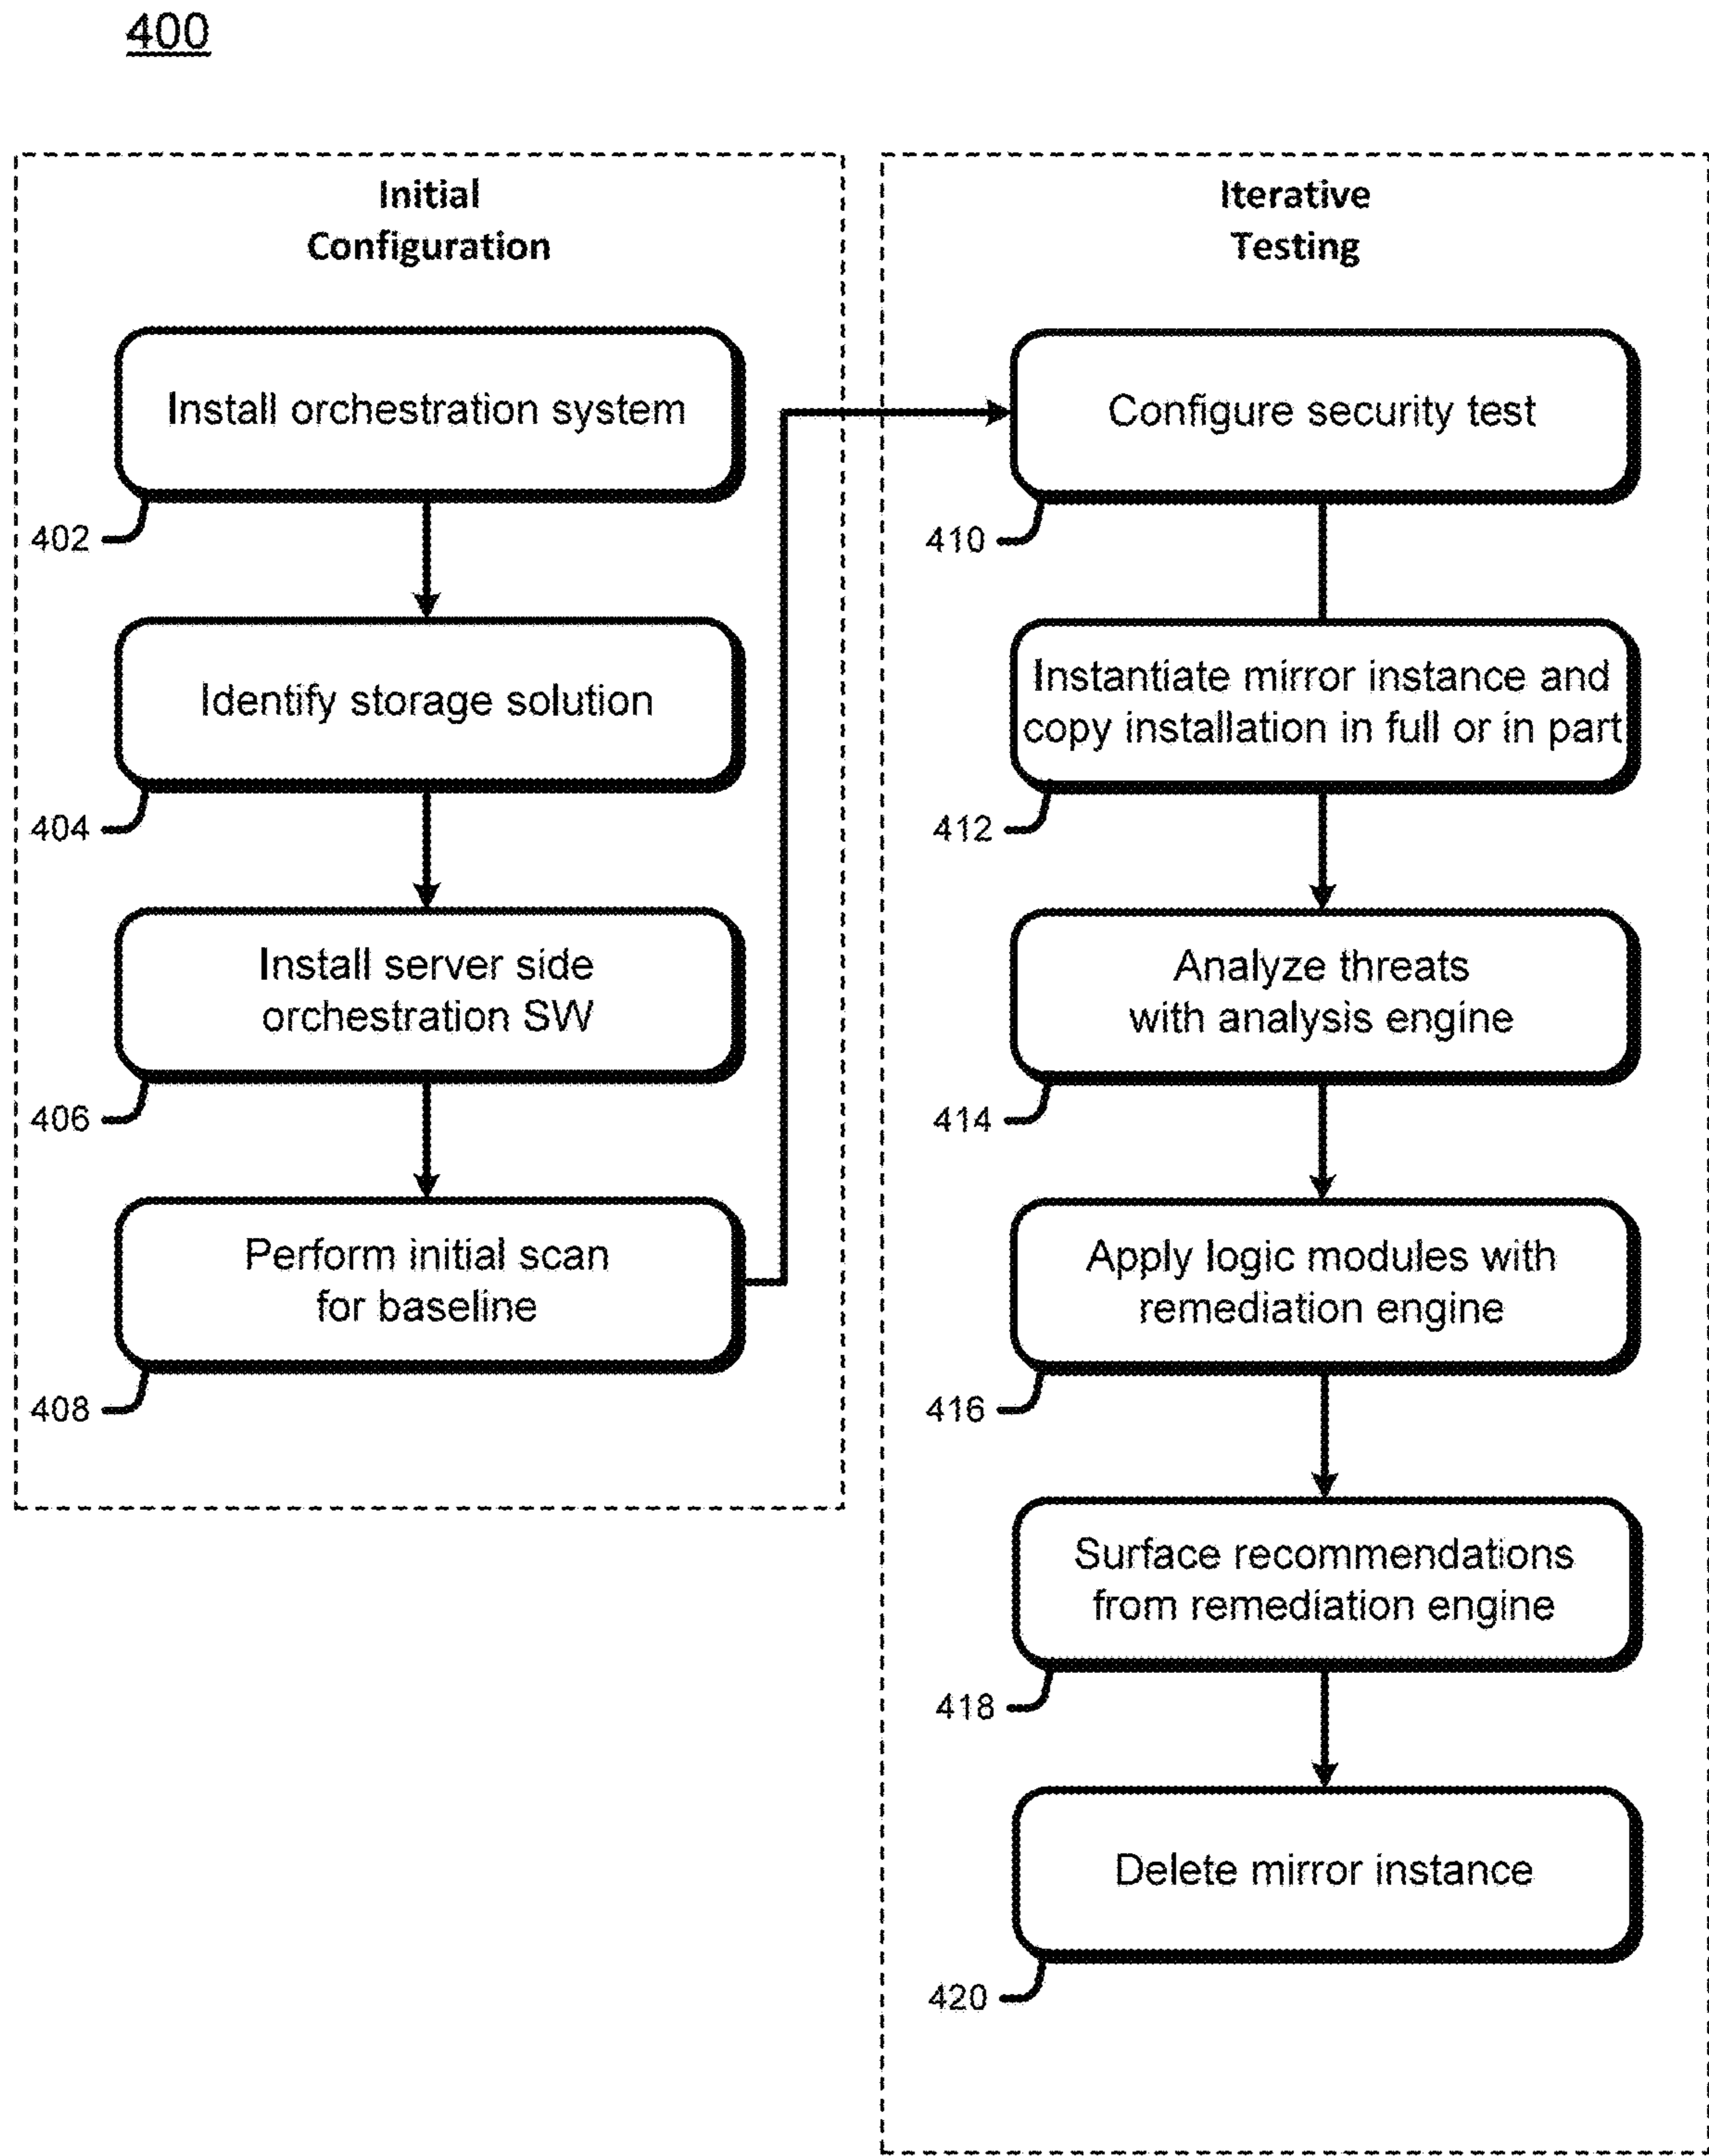 400
Initial
Configuration
Install orchestration system
402
Identify storage solution
404
Install server side
orchestration SW
406
Perform initial scan
for baseline
408
Iterative
Testing
Configure security test
410
Instantiate mirror instance and
copy installation in full or in part
412
Analyze threats
with analysis engine
414
Apply logic modules with
remediation engine
416
Surface recommendations
from remediation engine
418
Delete mirror instance
420